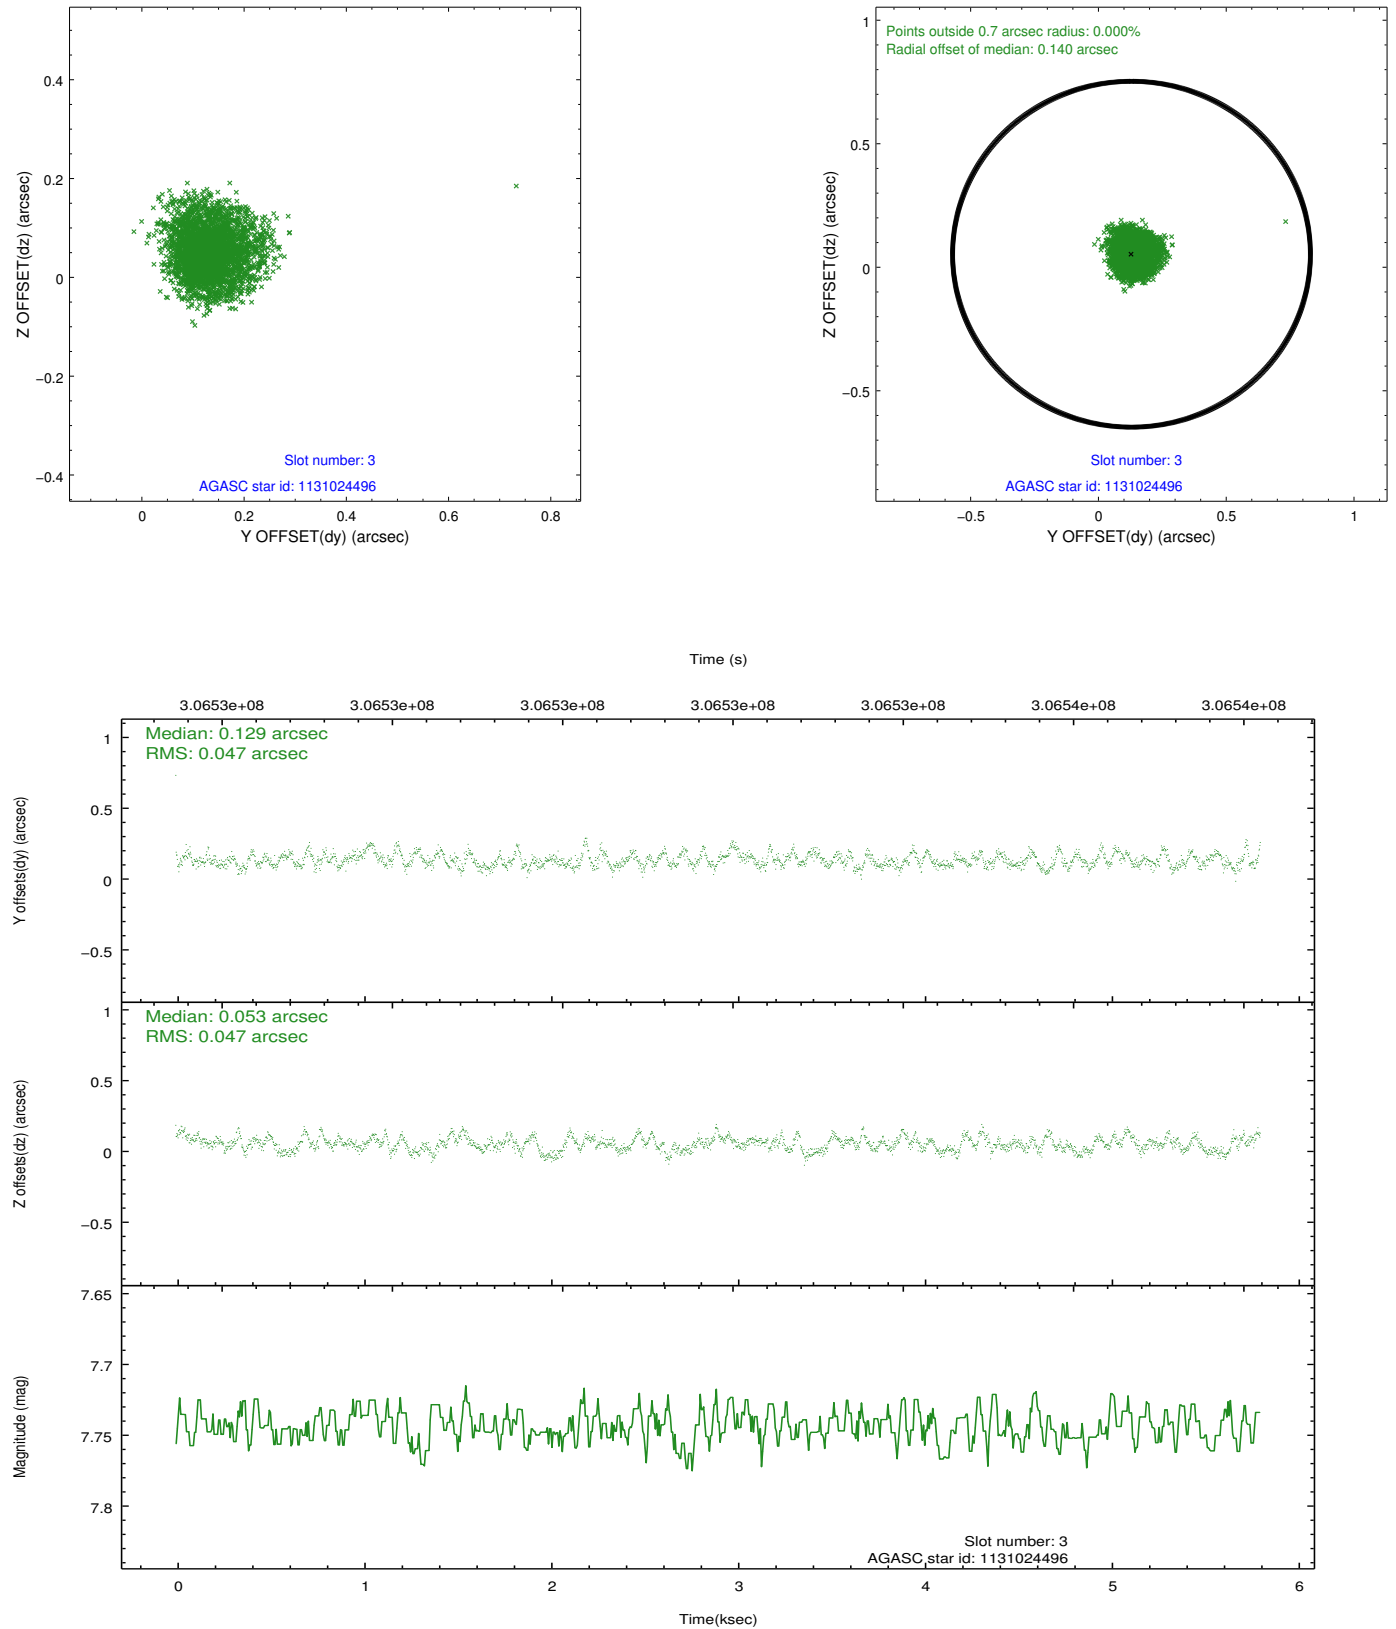 0.4
0.2
0
−0.2
−0.4
Z OFFSET(dz) (arcsec)
Slot number: 3
AGASC star id: 1131024496
0 0.2 0.4 0.6 0.8
Y OFFSET(dy) (arcsec)
Points outside 0.7 arcsec radius: 0.000%
Radial offset of median: 0.140 arcsec
1
0.5
0
−0.5
Z OFFSET(dz) (arcsec)
Slot number: 3
AGASC star id: 1131024496
−0.5 0 0.5 1
Y OFFSET(dy) (arcsec)
Time (s)
3.0653e+08 3.0653e+08 3.0653e+08 3.0653e+08 3.0653e+08 3.0654e+08 3.0654e+08
Median: 0.129 arcsec
RMS: 0.047 arcsec
1
0.5
0
−0.5
Y offsets(dy) (arcsec)
Median: 0.053 arcsec
RMS: 0.047 arcsec
1
0.5
0
−0.5
Z offsets(dz) (arcsec)
7.65
7.7
7.75
7.8
Magnitude (mag)
Slot number: 3
AGASC star id: 1131024496
0 1 2 3 4 5 6
Time(ksec)